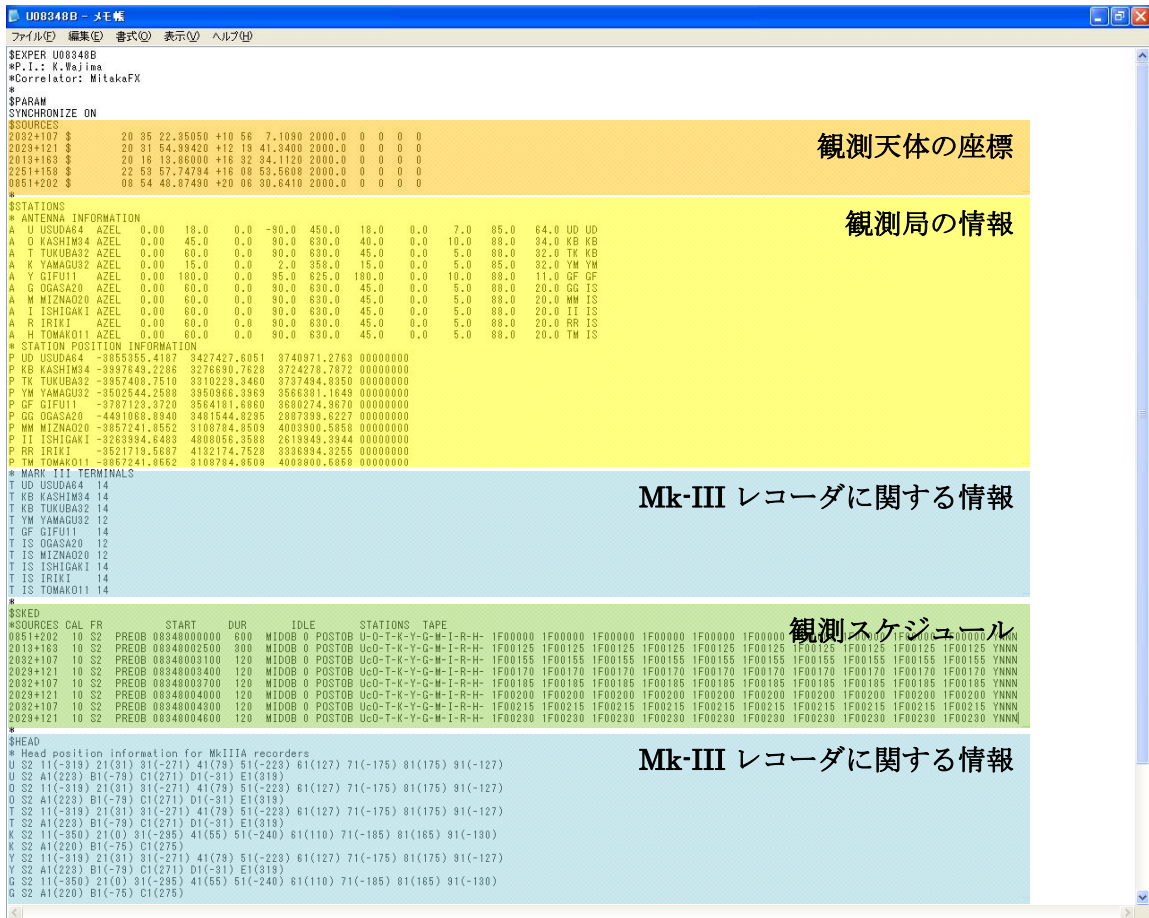 U08348B - メモ帳
ファイル(F) 編集(E) 書式(O) 表示(V) ヘルプ(H)
$EXPER U08348B
*P.I.: K.Wajima
*Correlator: MitakaFX
*
$PARAM
SYNCHRONIZE ON
$SOURCES
観測天体の座標
2032+107 $ 20 35 22.35050 +10 56 7.1090 2000.0 0 0 0 0
2029+121 $ 20 31 54.99420 +12 19 41.3400 2000.0 0 0 0 0
2013+163 $ 20 16 13.86000 +16 32 34.1120 2000.0 0 0 0 0
2251+158 $ 22 53 57.74794 +16 08 53.5608 2000.0 0 0 0 0
0851+202 $ 08 54 48.87490 +20 06 30.6410 2000.0 0 0 0 0
*
$STATIONS
観測局の情報
* ANTENNA INFORMATION
A U USUDA64 AZEL 0.00 18.0 0.0 -90.0 450.0 18.0 0.0 7.0 85.0 64.0 UD UD
A O KASHIM34 AZEL 0.00 45.0 0.0 90.0 630.0 40.0 0.0 10.0 88.0 34.0 KB KB
A T TUKUBA32 AZEL 0.00 60.0 0.0 90.0 630.0 45.0 0.0 5.0 88.0 32.0 TK KB
A K YAMAGU32 AZEL 0.00 15.0 0.0 2.0 358.0 15.0 0.0 5.0 85.0 32.0 YM YM
A Y GIFU11 AZEL 0.00 180.0 0.0 95.0 625.0 180.0 0.0 10.0 88.0 11.0 GF GF
A G OGASA20 AZEL 0.00 60.0 0.0 90.0 630.0 45.0 0.0 5.0 88.0 20.0 GG IS
A M MIZNAO20 AZEL 0.00 60.0 0.0 90.0 630.0 45.0 0.0 5.0 88.0 20.0 MM IS
A I ISHIGAKI AZEL 0.00 60.0 0.0 90.0 630.0 45.0 0.0 5.0 88.0 20.0 II IS
A R IRIKI AZEL 0.00 60.0 0.0 90.0 630.0 45.0 0.0 5.0 88.0 20.0 RR IS
A H TOMAKO11 AZEL 0.00 60.0 0.0 90.0 630.0 45.0 0.0 5.0 88.0 20.0 TM IS
* STATION POSITION INFORMATION
P UD USUDA64 -3855355.4187 3427427.6051 3740971.2763 00000000
P KB KASHIM34 -3997649.2286 3276690.7628 3724278.7872 00000000
P TK TUKUBA32 -3957408.7510 3310229.3460 3737494.8350 00000000
P YM YAMAGU32 -3502544.2588 3950966.3969 3566381.1649 00000000
P GF GIFU11 -3787123.3720 3564181.6860 3680274.9670 00000000
P GG OGASA20 -4491068.8940 3481544.8295 2887399.6227 00000000
P MM MIZNAO20 -3857241.8552 3108784.8509 4003900.5858 00000000
P II ISHIGAKI -3263994.6483 4808056.3588 2619949.3944 00000000
P RR IRIKI -3521719.5687 4132174.7528 3336994.3255 00000000
P TM TOMAKO11 -3857241.8552 3108784.8509 4003900.5858 00000000
* MARK III TERMINALS
Mk-III レコーダに関する情報
T UD USUDA64 14
T KB KASHIM34 14
T KB TUKUBA32 14
T YM YAMAGU32 12
T GF GIFU11 14
T IS OGASA20 12
T IS MIZNAO20 12
T IS ISHIGAKI 14
T IS IRIKI 14
T IS TOMAKO11 14
*
$SKED
観測スケジュール
*SOURCES CAL FR START DUR IDLE STATIONS TAPE
0851+202 10 S2 PREOB 08348000000 600 MIDOB 0 POSTOB U-O-T-K-Y-G-M-I-R-H- 1F00000 1F00000 1F00000 1F00000 1F00000 1F00000 1F00000 1F00000 1F00000 YNNN
2013+163 10 S2 PREOB 08348002500 300 MIDOB 0 POSTOB UcO-T-K-Y-G-M-I-R-H- 1F00125 1F00125 1F00125 1F00125 1F00125 1F00125 1F00125 1F00125 1F00125 YNNN
2032+107 10 S2 PREOB 08348003100 120 MIDOB 0 POSTOB UcO-T-K-Y-G-M-I-R-H- 1F00155 1F00155 1F00155 1F00155 1F00155 1F00155 1F00155 1F00155 1F00155 YNNN
2029+121 10 S2 PREOB 08348003400 120 MIDOB 0 POSTOB UcO-T-K-Y-G-M-I-R-H- 1F00170 1F00170 1F00170 1F00170 1F00170 1F00170 1F00170 1F00170 1F00170 YNNN
2032+107 10 S2 PREOB 08348003700 120 MIDOB 0 POSTOB UcO-T-K-Y-G-M-I-R-H- 1F00185 1F00185 1F00185 1F00185 1F00185 1F00185 1F00185 1F00185 1F00185 YNNN
2029+121 10 S2 PREOB 08348004000 120 MIDOB 0 POSTOB UcO-T-K-Y-G-M-I-R-H- 1F00200 1F00200 1F00200 1F00200 1F00200 1F00200 1F00200 1F00200 1F00200 YNNN
2032+107 10 S2 PREOB 08348004300 120 MIDOB 0 POSTOB UcO-T-K-Y-G-M-I-R-H- 1F00215 1F00215 1F00215 1F00215 1F00215 1F00215 1F00215 1F00215 1F00215 YNNN
2029+121 10 S2 PREOB 08348004600 120 MIDOB 0 POSTOB UcO-T-K-Y-G-M-I-R-H- 1F00230 1F00230 1F00230 1F00230 1F00230 1F00230 1F00230 1F00230 1F00230 YNNN
*
$HEAD
Mk-III レコーダに関する情報
* Head position information for MkIIIA recorders
U S2 11(-319) 21(31) 31(-271) 41(79) 51(-223) 61(127) 71(-175) 81(175) 91(-127)
U S2 A1(223) B1(-79) C1(271) D1(-31) E1(319)
O S2 11(-319) 21(31) 31(-271) 41(79) 51(-223) 61(127) 71(-175) 81(175) 91(-127)
O S2 A1(223) B1(-79) C1(271) D1(-31) E1(319)
T S2 11(-319) 21(31) 31(-271) 41(79) 51(-223) 61(127) 71(-175) 81(175) 91(-127)
T S2 A1(223) B1(-79) C1(271) D1(-31) E1(319)
K S2 11(-350) 21(0) 31(-295) 41(55) 51(-240) 61(110) 71(-185) 81(165) 91(-130)
K S2 A1(220) B1(-75) C1(275)
Y S2 11(-319) 21(31) 31(-271) 41(79) 51(-223) 61(127) 71(-175) 81(175) 91(-127)
Y S2 A1(223) B1(-79) C1(271) D1(-31) E1(319)
G S2 11(-350) 21(0) 31(-295) 41(55) 51(-240) 61(110) 71(-185) 81(165) 91(-130)
G S2 A1(220) B1(-75) C1(275)